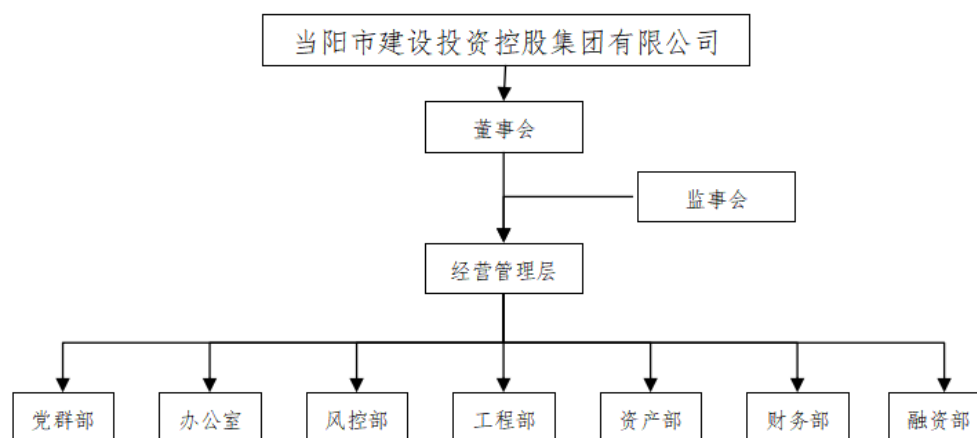 当阳市建设投资控股集团有限公司
董事会
监事会
经营管理层
党群部
办公室
风控部
工程部
资产部
财务部
融资部